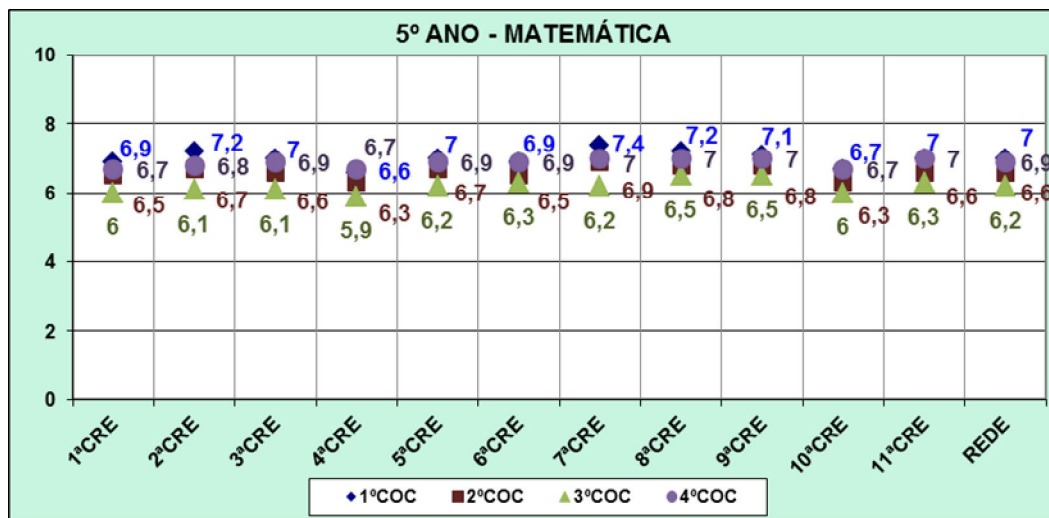 5º ANO - MATEMÁTICA
10
8
6
4
2
0
6,9 7,2 7 6,7 7 6,9 7,4 7,2 7,1 6,7 7 7
6,7 6,8 6,9 6,6 6,9 6,9 7 7 7 6,7 7 6,9
6,5 6,7 6,6 6,3 6,7 6,5 6,9 6,8 6,8 6,3 6,6 6,6
6 6,1 6,1 5,9 6,2 6,3 6,2 6,5 6,5 6 6,3 6,2
1ªCRE 2ªCRE 3ªCRE 4ªCRE 5ªCRE 6ªCRE 7ªCRE 8ªCRE 9ªCRE 10ªCRE 11ªCRE REDE
1ºCOC 2ºCOC 3ºCOC 4ºCOC